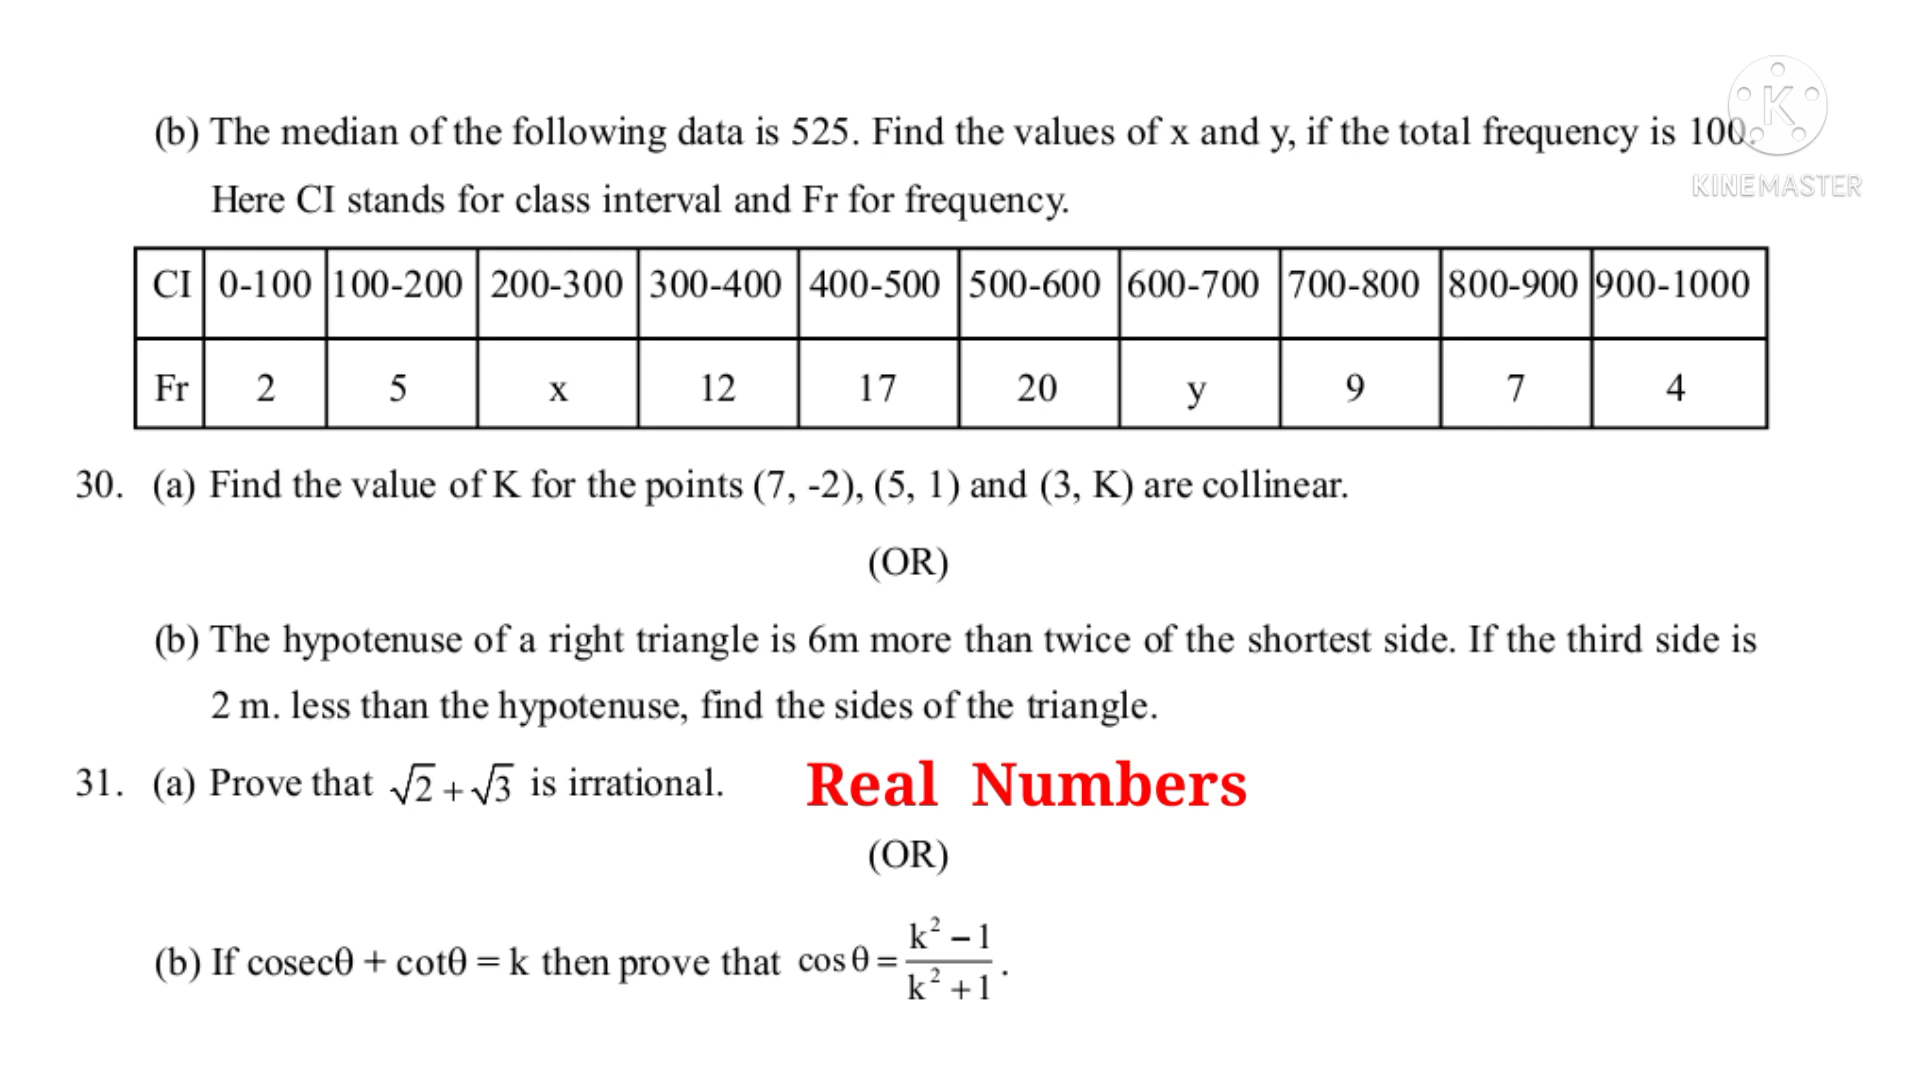 (b) The median of the following data is 525. Find the values of x and y, if the total frequency is 100.
K
KINEMASTER
Here CI stands for class interval and Fr for frequency.
CI 0-100 100-200 200-300 300-400 400-500 500-600 600-700 700-800 800-900 900-1000
Fr 2 5 x 12 17 20 y 9 7 4
30. (a) Find the value of K for the points (7, -2), (5, 1) and (3, K) are collinear.
(OR)
(b) The hypotenuse of a right triangle is 6m more than twice of the shortest side. If the third side is
2 m. less than the hypotenuse, find the sides of the triangle.
31. (a) Prove that √2 + √3 is irrational. Real Numbers
(OR)
(b) If cosecθ + cotθ = k then prove that cos θ = (k² − 1)/(k² + 1).